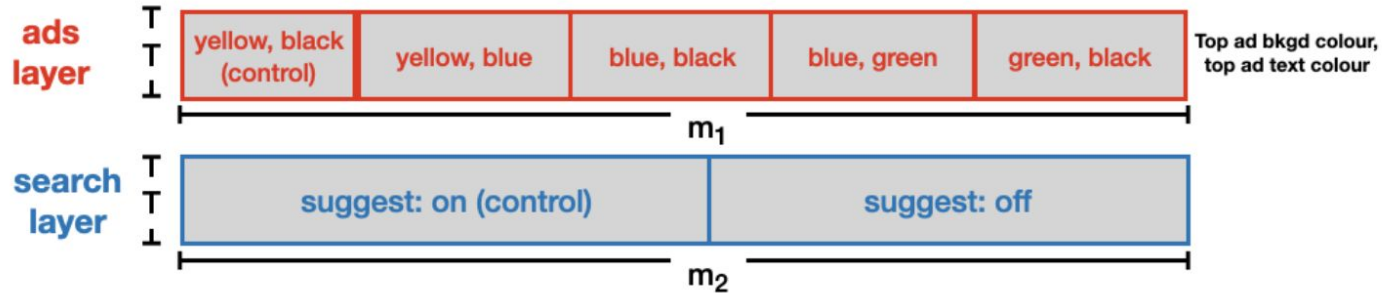 ads
layer
yellow, black
(control)
yellow, blue
blue, black
blue, green
green, black
Top ad bkgd colour,
top ad text colour
m₁
search
layer
suggest: on (control)
suggest: off
m₂